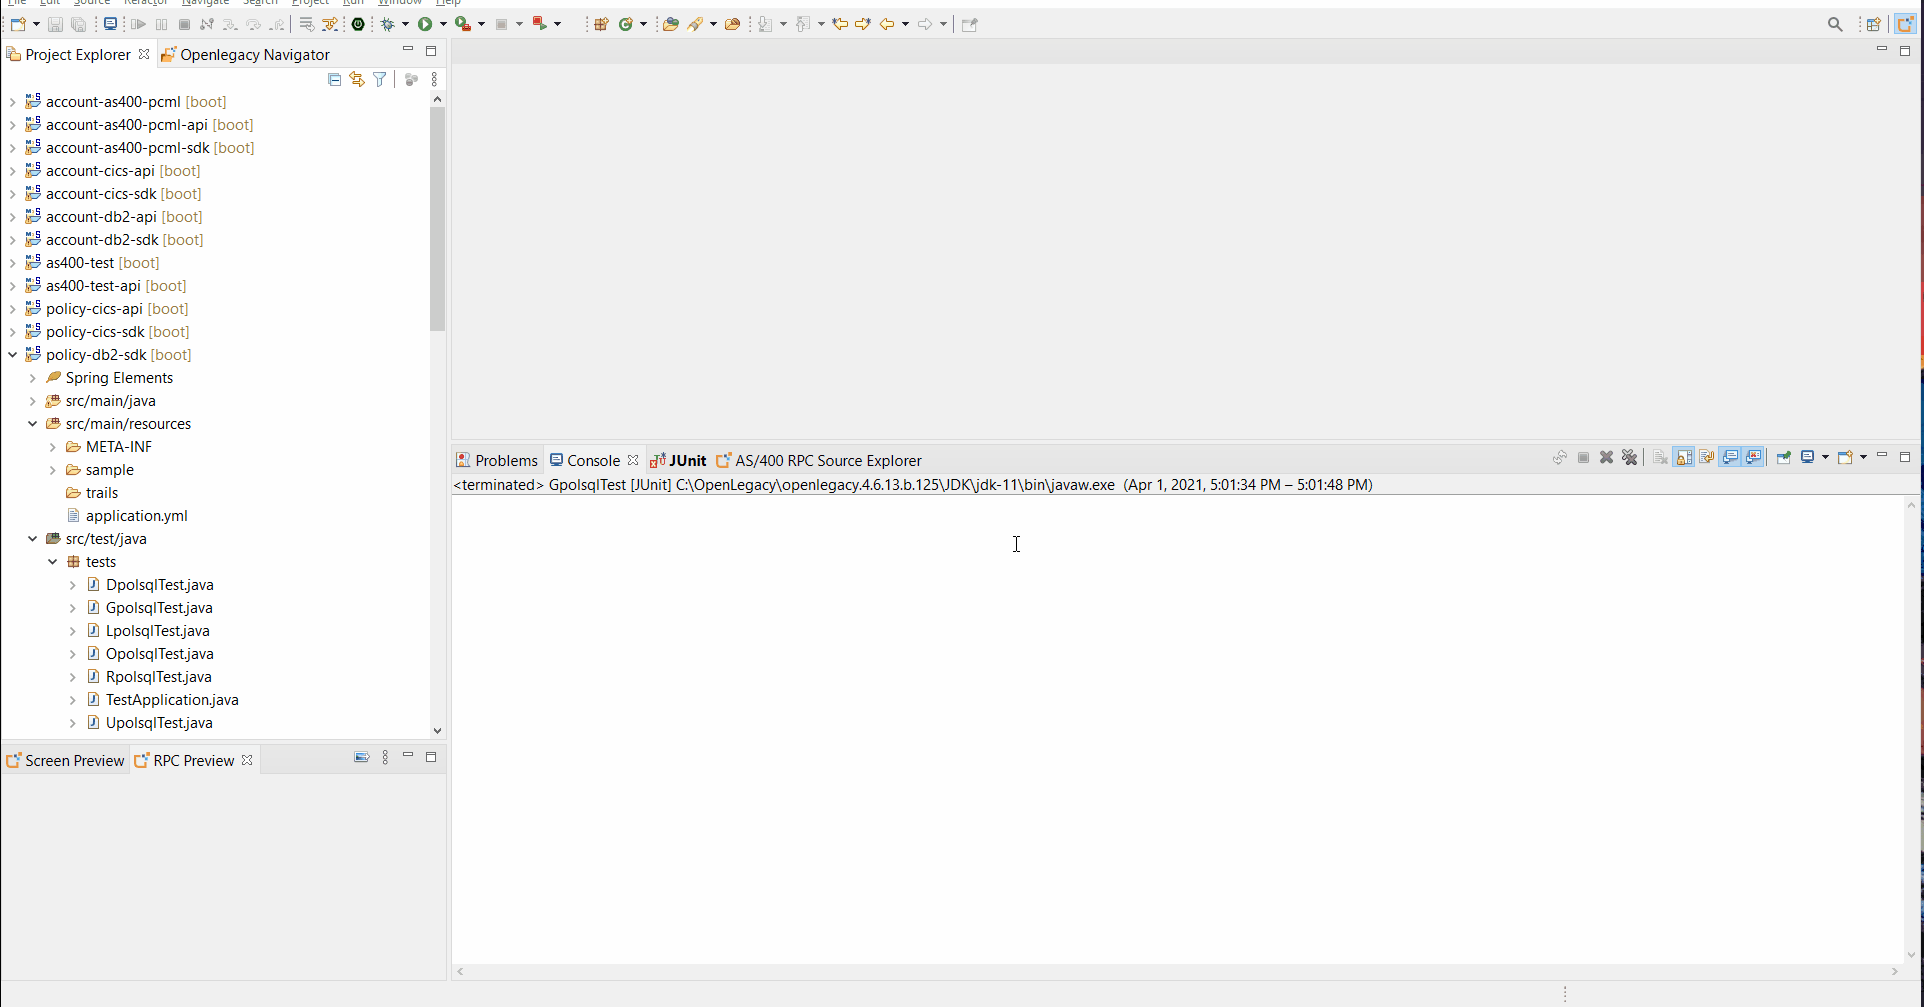 File Edit Source Refactor Navigate Search Project Run Window Help
Project Explorer
Openlegacy Navigator
account-as400-pcml [boot]
account-as400-pcml-api [boot]
account-as400-pcml-sdk [boot]
account-cics-api [boot]
account-cics-sdk [boot]
account-db2-api [boot]
account-db2-sdk [boot]
as400-test [boot]
as400-test-api [boot]
policy-cics-api [boot]
policy-cics-sdk [boot]
policy-db2-sdk [boot]
Spring Elements
src/main/java
src/main/resources
META-INF
sample
trails
application.yml
src/test/java
tests
DpolsqlTest.java
GpolsqlTest.java
LpolsqlTest.java
OpolsqlTest.java
RpolsqlTest.java
TestApplication.java
UpolsqlTest.java
Screen Preview
RPC Preview
Problems
Console
JUnit
AS/400 RPC Source Explorer
<terminated> GpolsqlTest [JUnit] C:\OpenLegacy\openlegacy.4.6.13.b.125\JDK\jdk-11\bin\javaw.exe (Apr 1, 2021, 5:01:34 PM – 5:01:48 PM)